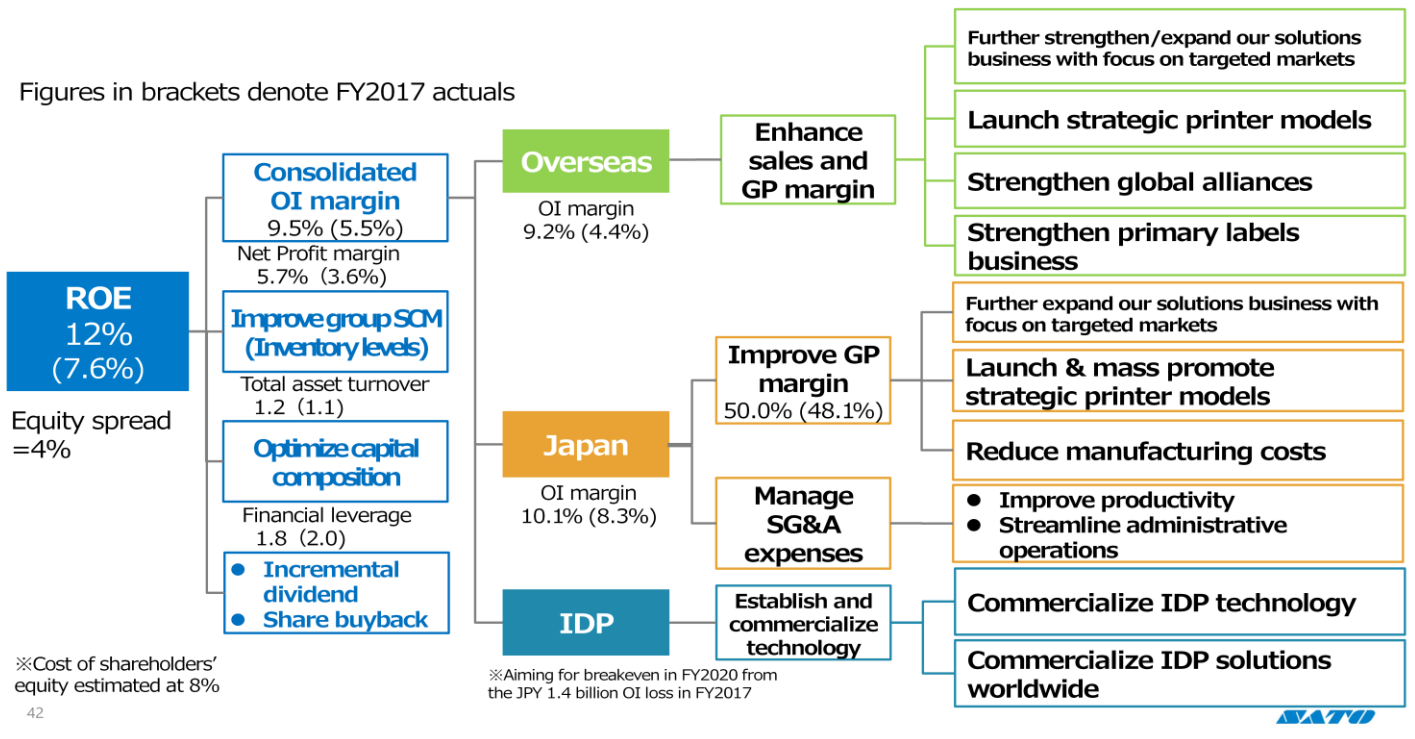 Figures in brackets denote FY2017 actuals
ROE
12%
(7.6%)
Equity spread
=4%
※Cost of shareholders’
equity estimated at 8%
Consolidated
OI margin
9.5% (5.5%)
Net Profit margin
5.7%（3.6%)
Improve group SCM
(Inventory levels)
Total asset turnover
1.2（1.1）
Optimize capital
composition
Financial leverage
1.8（2.0）
● Incremental
dividend
● Share buyback
Overseas
OI margin
9.2% (4.4%)
Enhance
sales and
GP margin
Further strengthen/expand our solutions
business with focus on targeted markets
Launch strategic printer models
Strengthen global alliances
Strengthen primary labels
business
Japan
OI margin
10.1% (8.3%)
Improve GP
margin
50.0% (48.1%)
Further expand our solutions business with
focus on targeted markets
Launch & mass promote
strategic printer models
Reduce manufacturing costs
Manage
SG&A
expenses
● Improve productivity
● Streamline administrative
operations
IDP
※Aiming for breakeven in FY2020 from
the JPY 1.4 billion OI loss in FY2017
Establish and
commercialize
technology
Commercialize IDP technology
Commercialize IDP solutions
worldwide
42
SATO